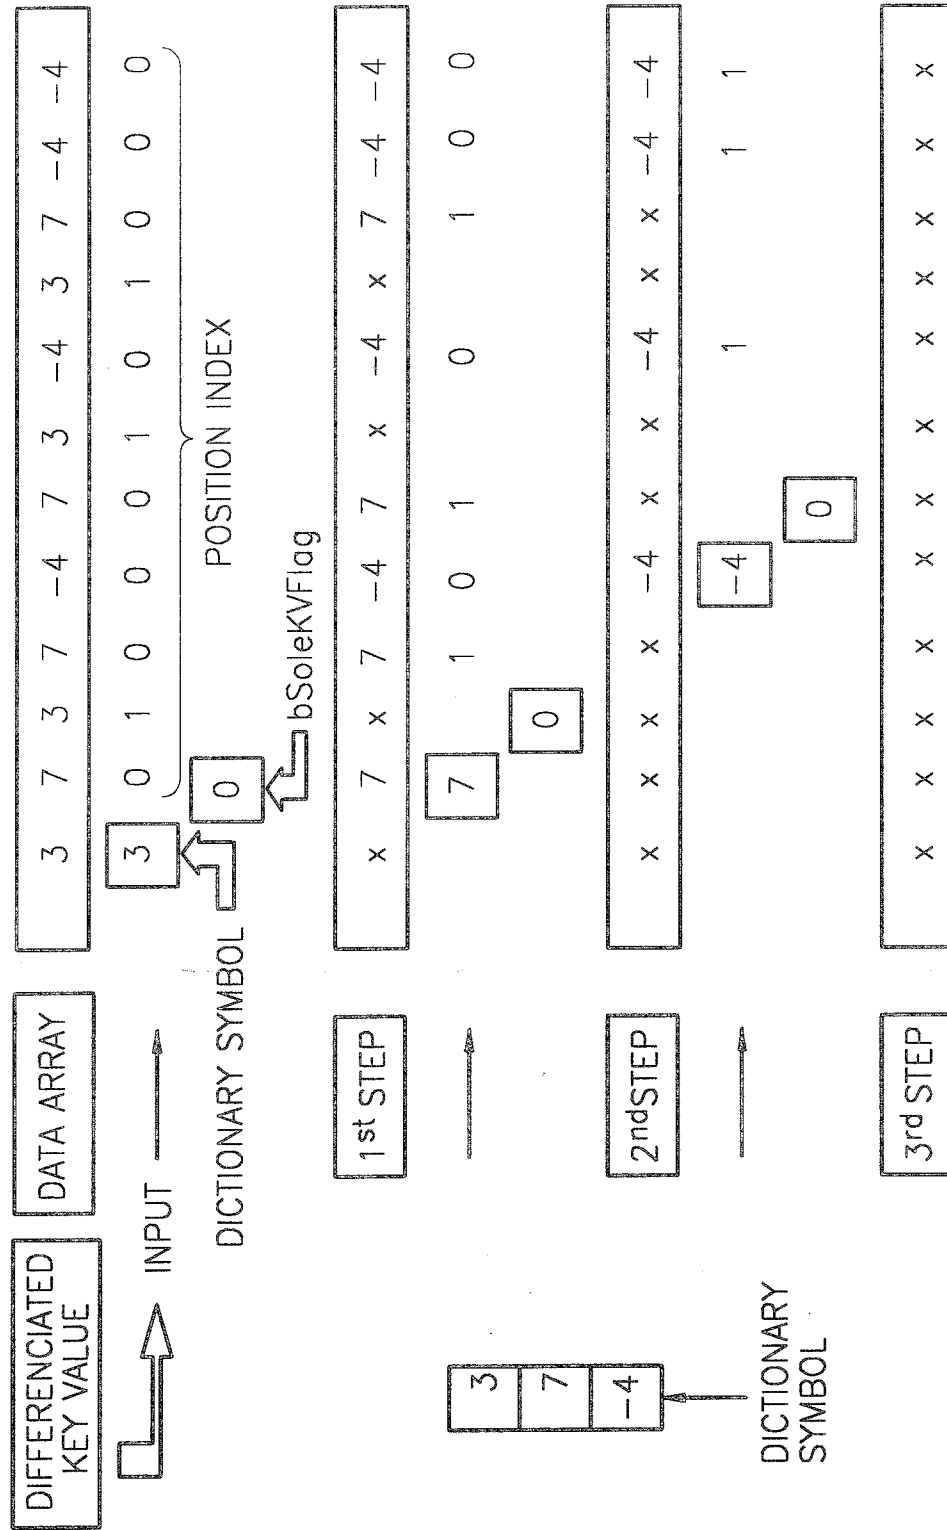 DIFFERENCIATED
KEY VALUE
DATA ARRAY
3 7 3 7 -4 7 3 -4 3 7 -4 -4
INPUT
3 0 1 0 0 0 1 0 1 0 0 0
POSITION INDEX
0
DICTIONARY SYMBOL
bSoleKVFlag
1st STEP
x 7 x 7 -4 7 x -4 x 7 -4 -4
7 1 0 1 0 1 0 0
0
2nd STEP
x x x x -4 x x -4 x x -4 -4
-4 1 1 1
0
3rd STEP
x x x x x x x x x x x x
3
7
-4
DICTIONARY
SYMBOL